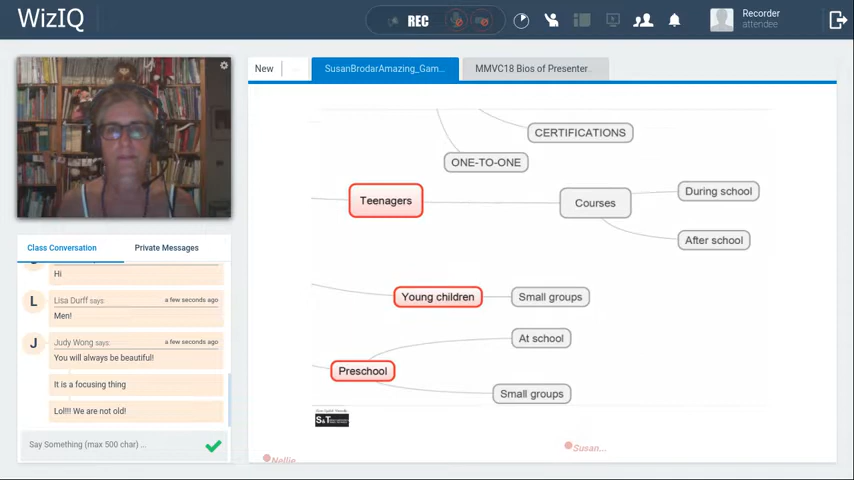 WizIQ
REC
Recorder
attendee
New
SusanBrodarAmazing_Gam...
MMVC18 Bios of Presenter..
CERTIFICATIONS
ONE-TO-ONE
Teenagers
Courses
During school
After school
Young children
Small groups
At school
Preschool
Small groups
S&T
Nellie
Susan...
Class Conversation
Private Messages
Hi
L
Lisa Durff says:
a few seconds ago
Men!
J
Judy Wong says:
a few seconds ago
You will always be beautiful!
It is a focusing thing
Lol!!! We are not old!
Say Something (max 500 char) ...